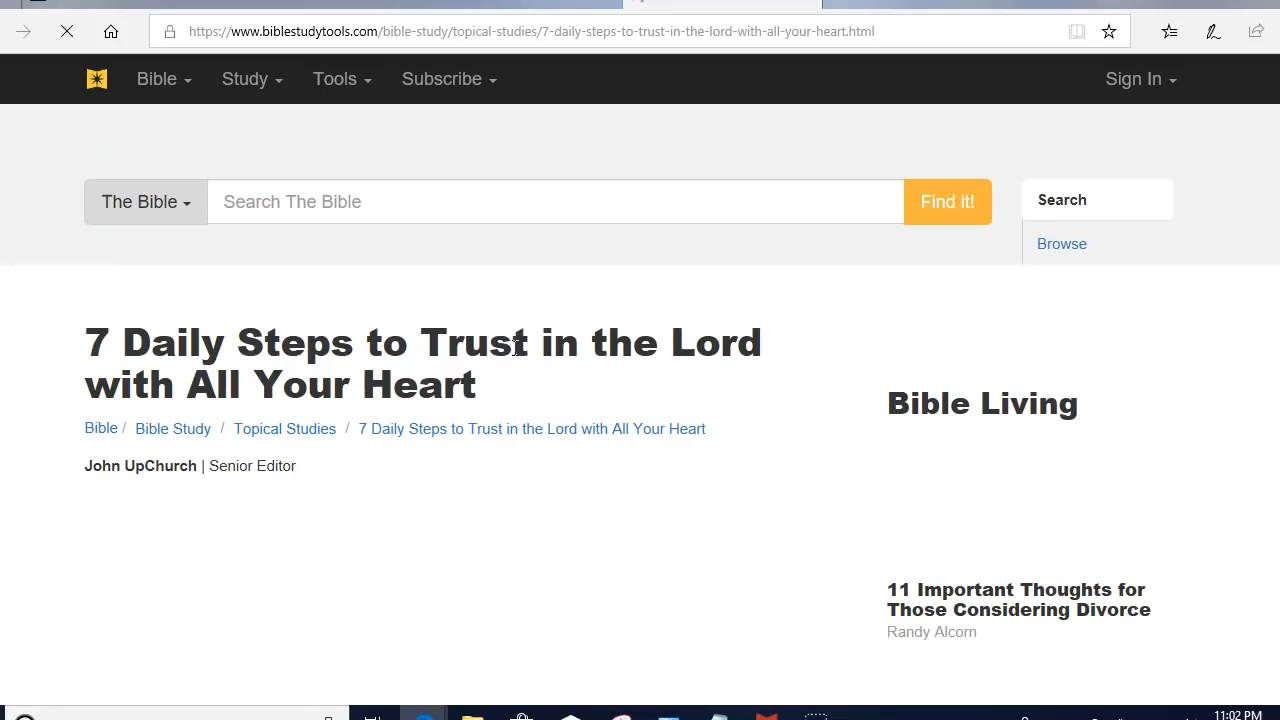 https://www.biblestudytools.com/bible-study/topical-studies/7-daily-steps-to-trust-in-the-lord-with-all-your-heart.html
Bible Study Tools Subscribe Sign In
The Bible Search The Bible Find it! Search
Browse
7 Daily Steps to Trust in the Lord
with All Your Heart
Bible Living
Bible / Bible Study / Topical Studies / 7 Daily Steps to Trust in the Lord with All Your Heart
John UpChurch | Senior Editor
11 Important Thoughts for
Those Considering Divorce
Randy Alcorn
11:02 PM